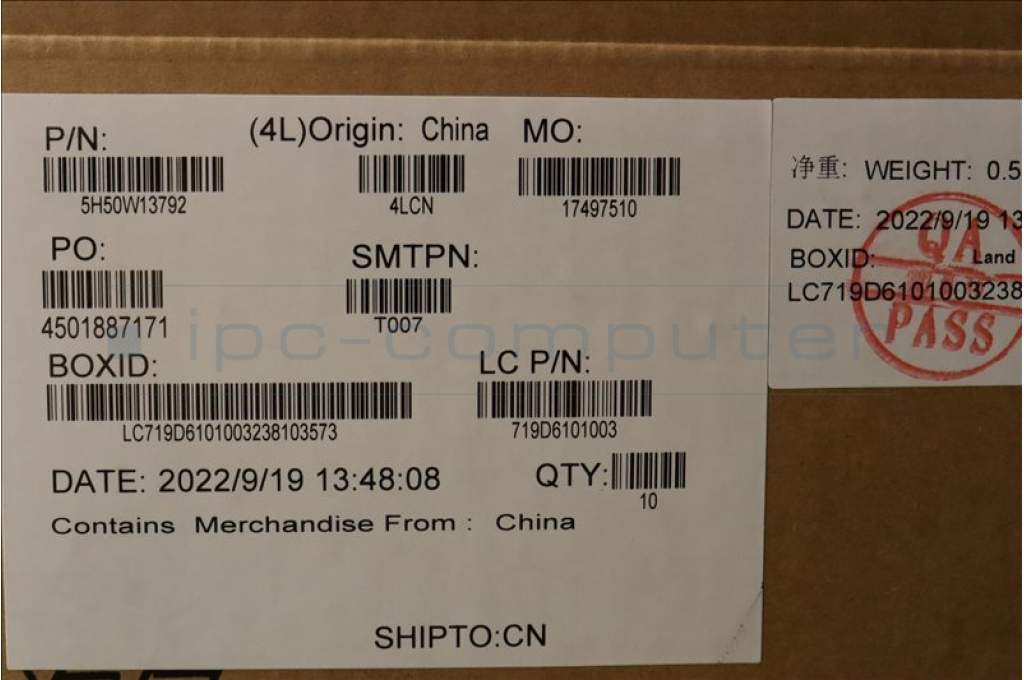 P/N: (4L)Origin: China MO:
5H50W13792 4LCN 17497510
PO: SMTPN:
4501887171 T007
BOXID: LC P/N:
LC719D6101003238103573 719D6101003
DATE: 2022/9/19 13:48:08 QTY:
10
Contains Merchandise From : China
SHIPTO:CN
净重: WEIGHT: 0.5
DATE: 2022/9/19 13
BOXID: Land
LC719D6101003238
QA
PASS
ipc-computer